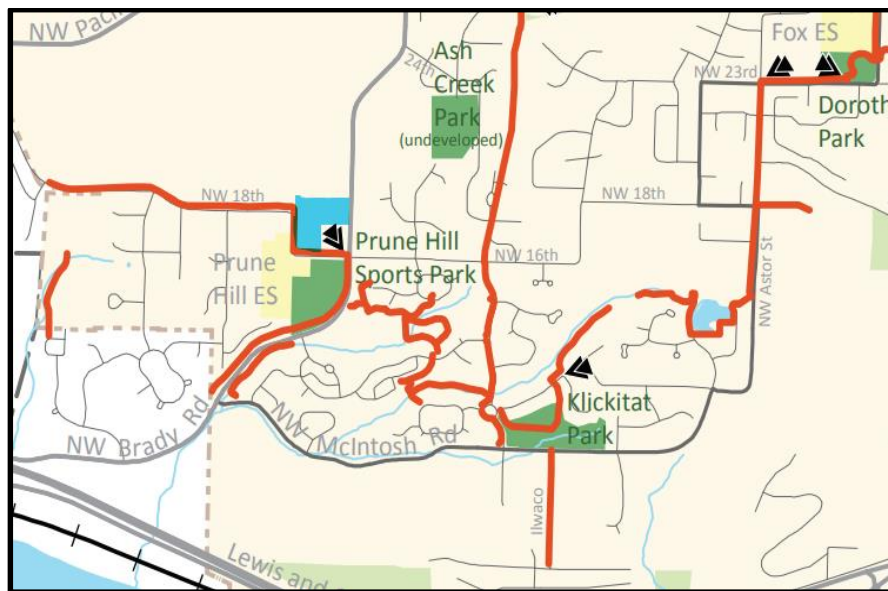 NW Paci
24th
Ash
Creek
Park
(undeveloped)
Fox ES
NW 23rd
Doroth
Park
NW 18th
NW 18th
Prune Hill
Sports Park
NW 16th
Prune
Hill ES
NW Astor St
Klickitat
Park
NW Brady Rd
NW McIntosh Rd
Ilwaco
Lewis and